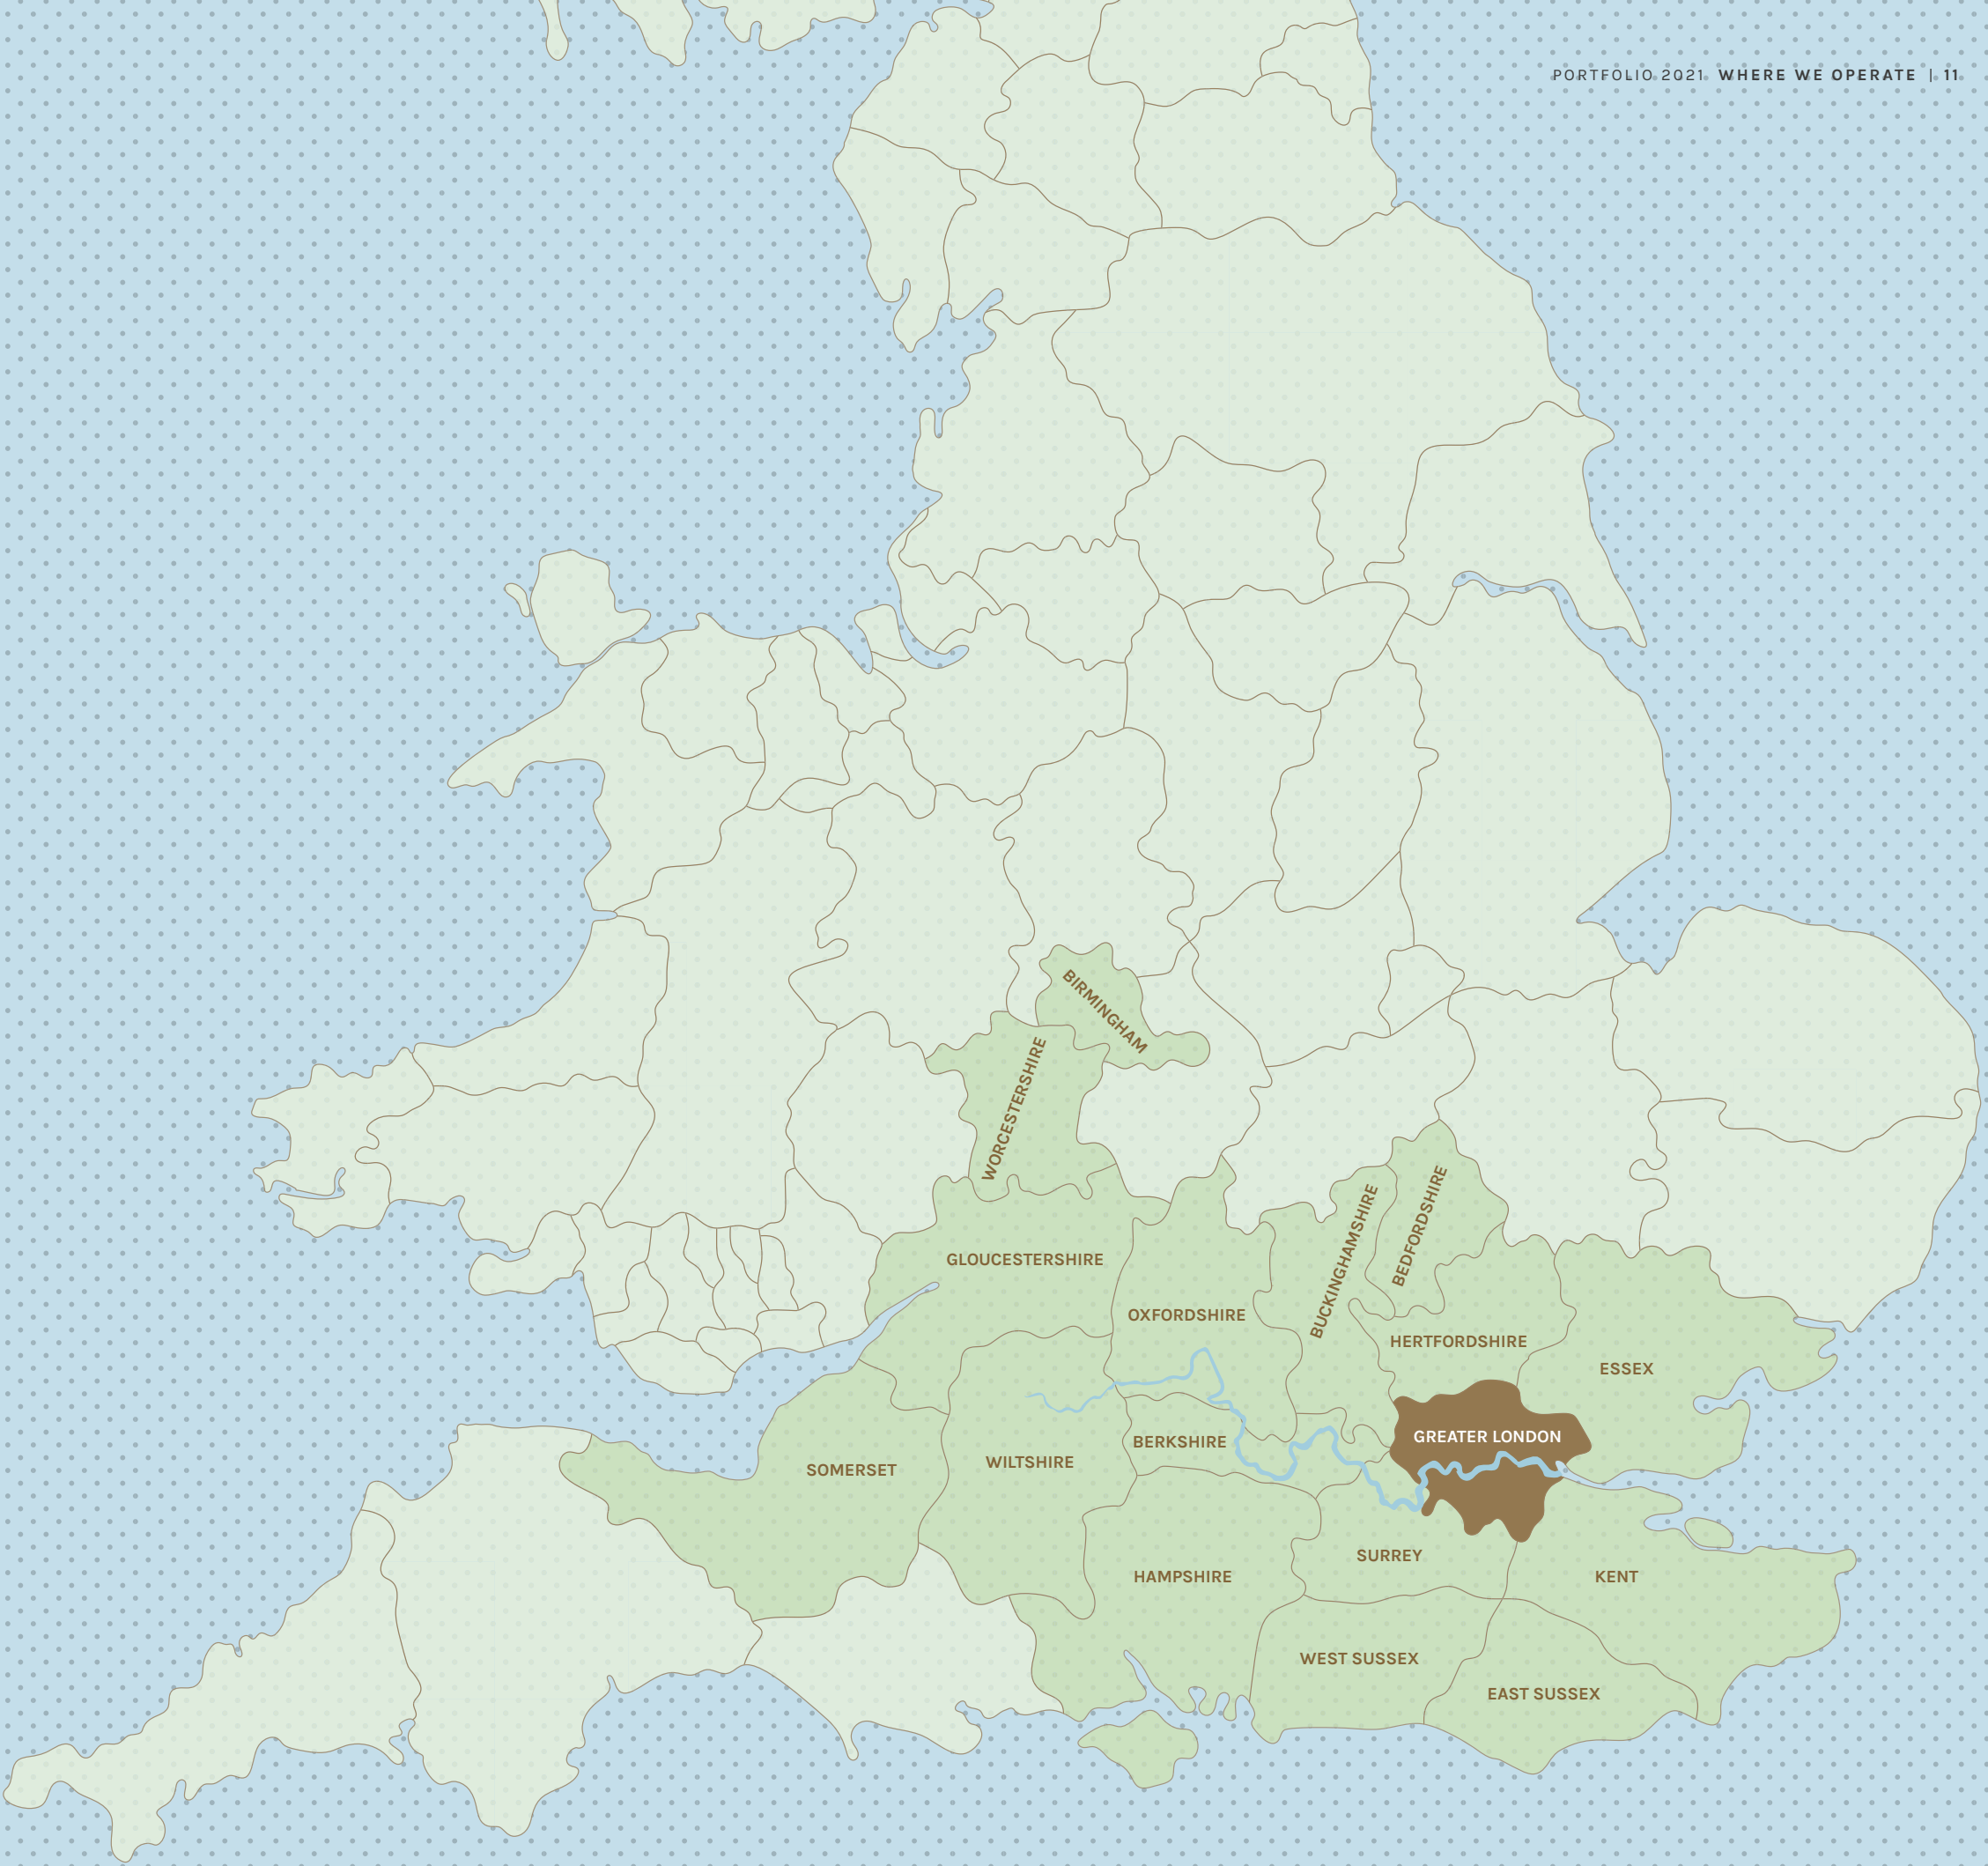 PORTFOLIO 2021 WHERE WE OPERATE | 11
BIRMINGHAM
WORCESTERSHIRE
GLOUCESTERSHIRE
OXFORDSHIRE
BUCKINGHAMSHIRE
BEDFORDSHIRE
HERTFORDSHIRE
ESSEX
GREATER LONDON
BERKSHIRE
WILTSHIRE
SOMERSET
SURREY
HAMPSHIRE
KENT
WEST SUSSEX
EAST SUSSEX